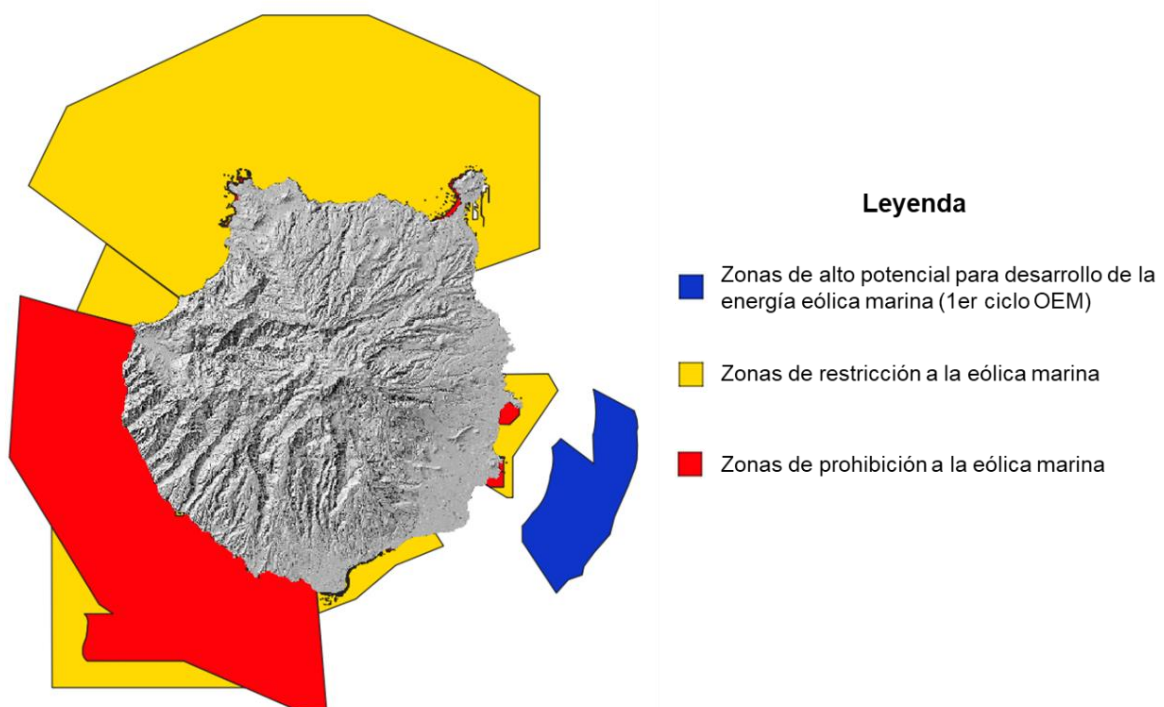 Leyenda
Zonas de alto potencial para desarrollo de la
energía eólica marina (1er ciclo OEM)
Zonas de restricción a la eólica marina
Zonas de prohibición a la eólica marina